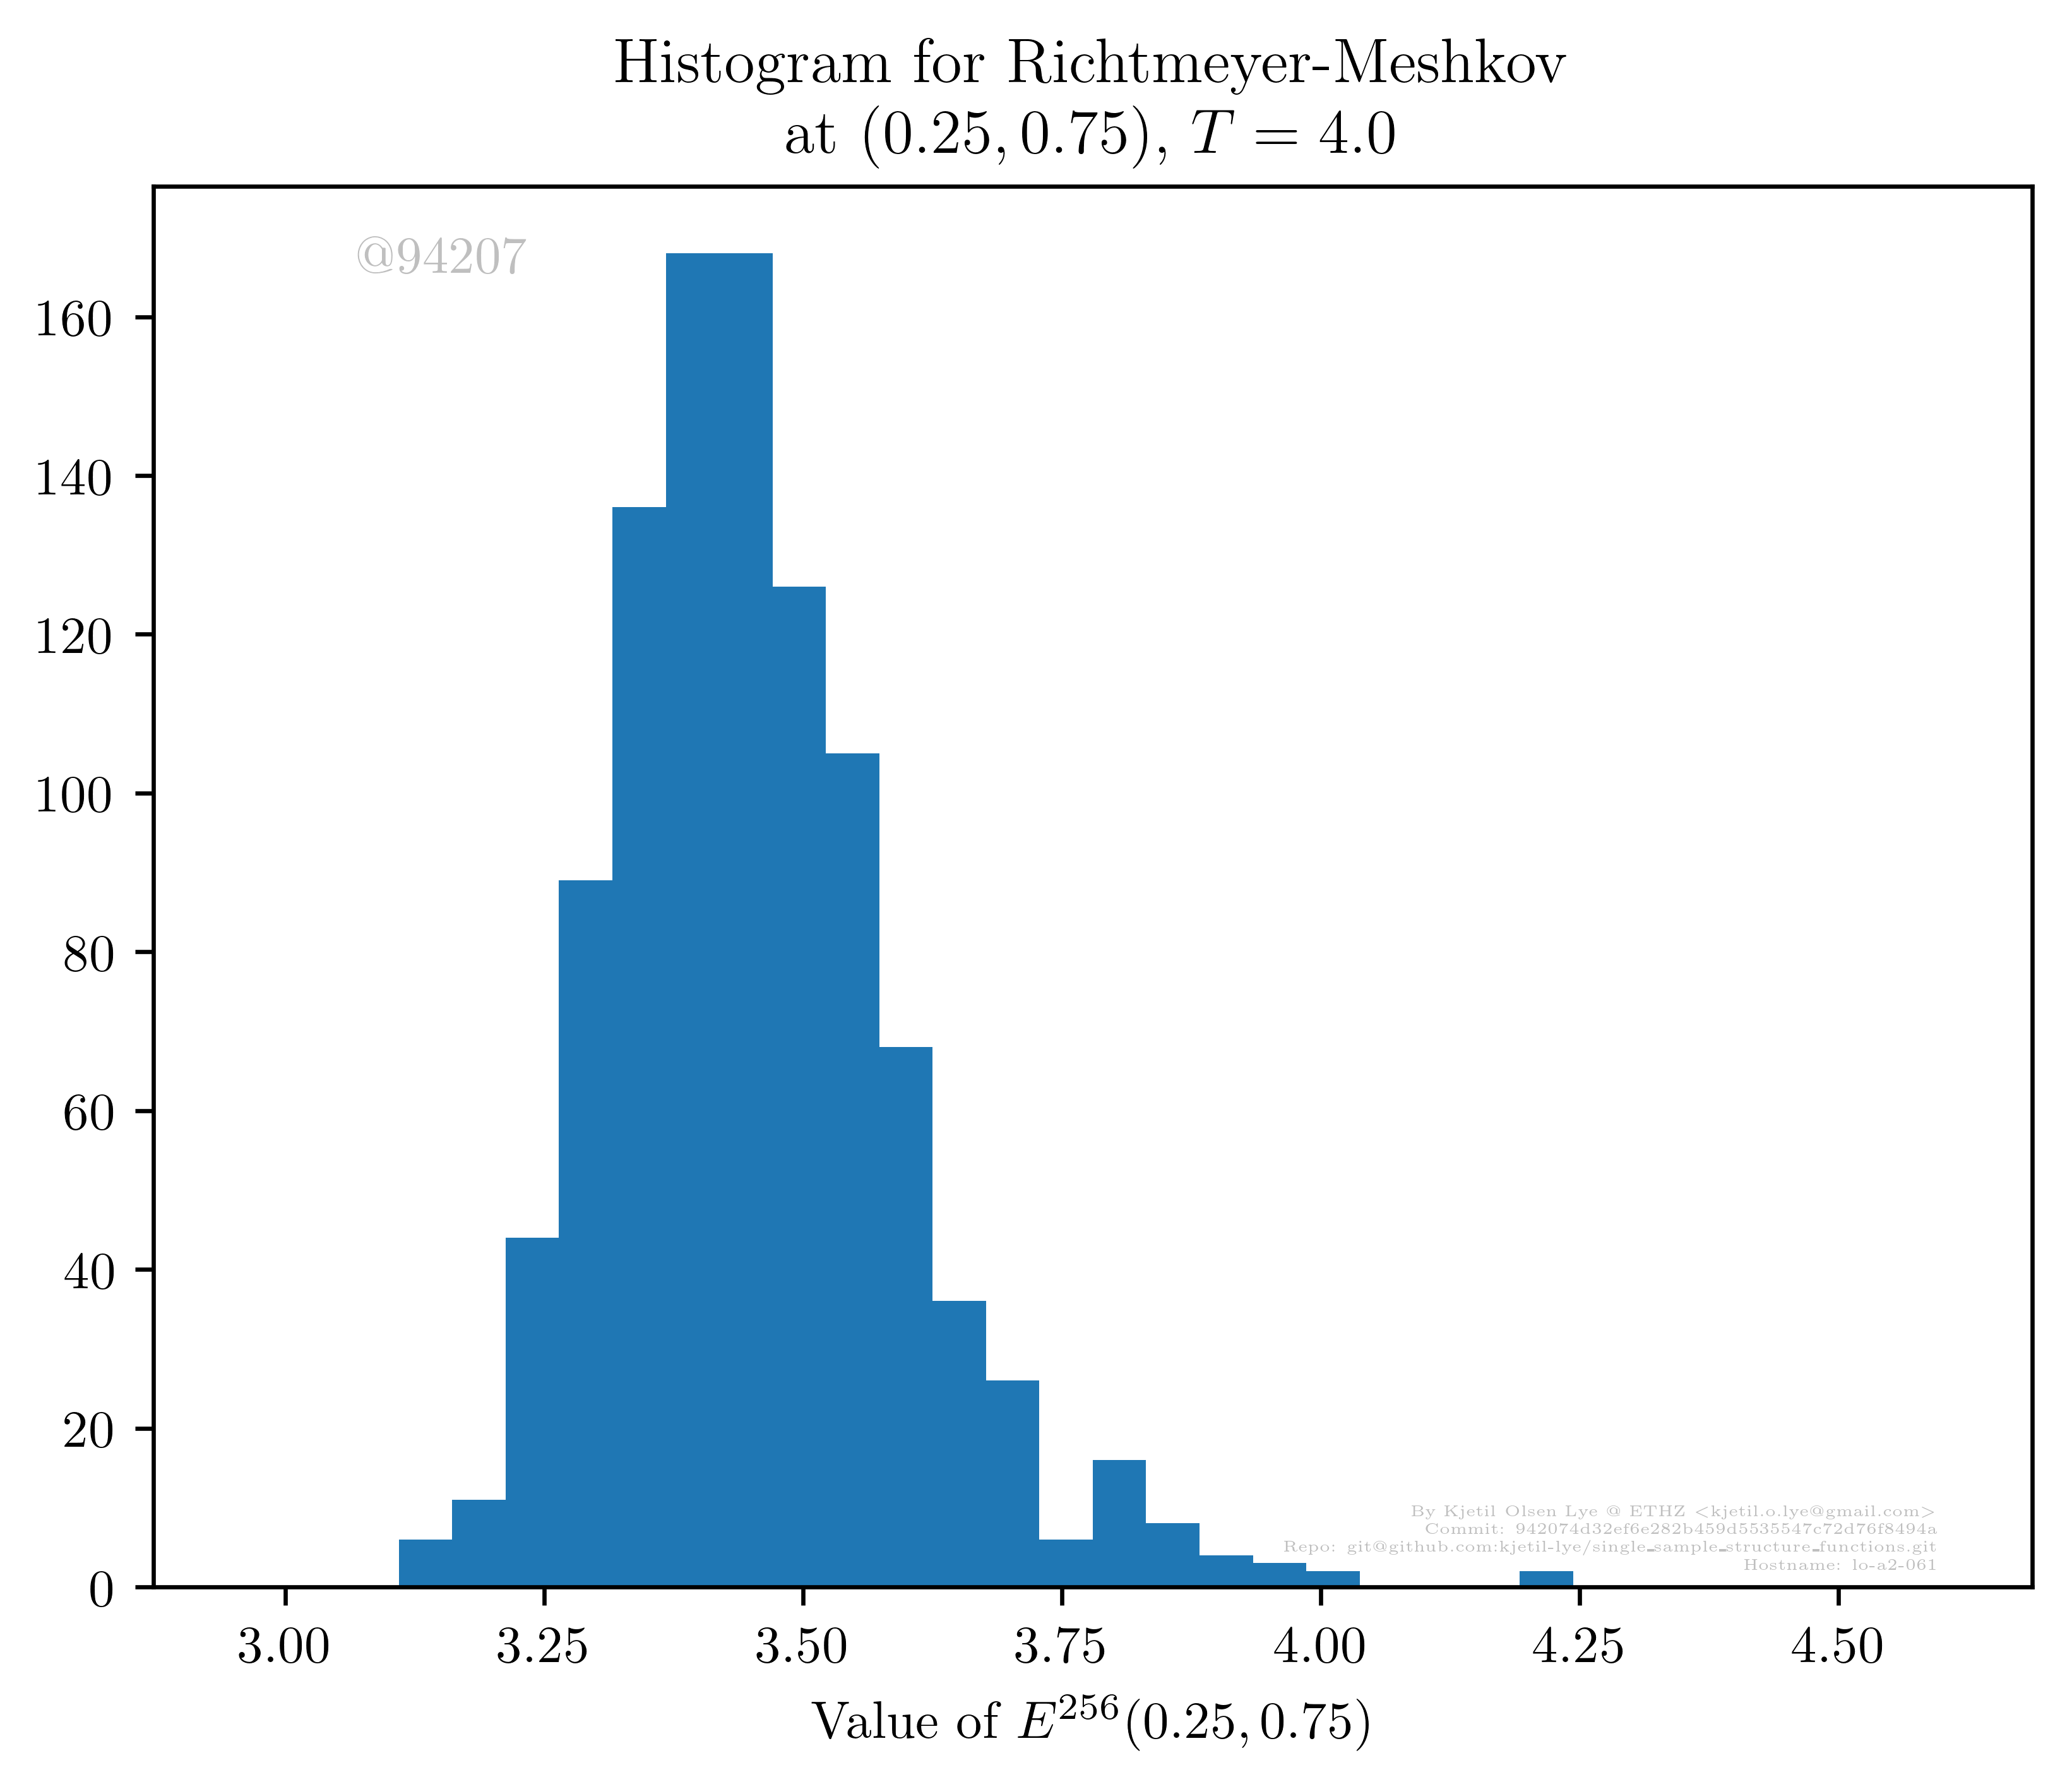 Histogram for Richtmeyer-Meshkov
at (0.25, 0.75), T = 4.0
@94207
160
140
120
100
80
60
40
20
0
By Kjetil Olsen Lye @ ETHZ <kjetil.o.lye@gmail.com>
Commit: 942074d32ef6e282b459d5535547c72d76f8494a
Repo: git@github.com:kjetil-lye/single_sample_structure_functions.git
Hostname: lo-a2-061
3.00 3.25 3.50 3.75 4.00 4.25 4.50
Value of E²⁵⁶(0.25, 0.75)